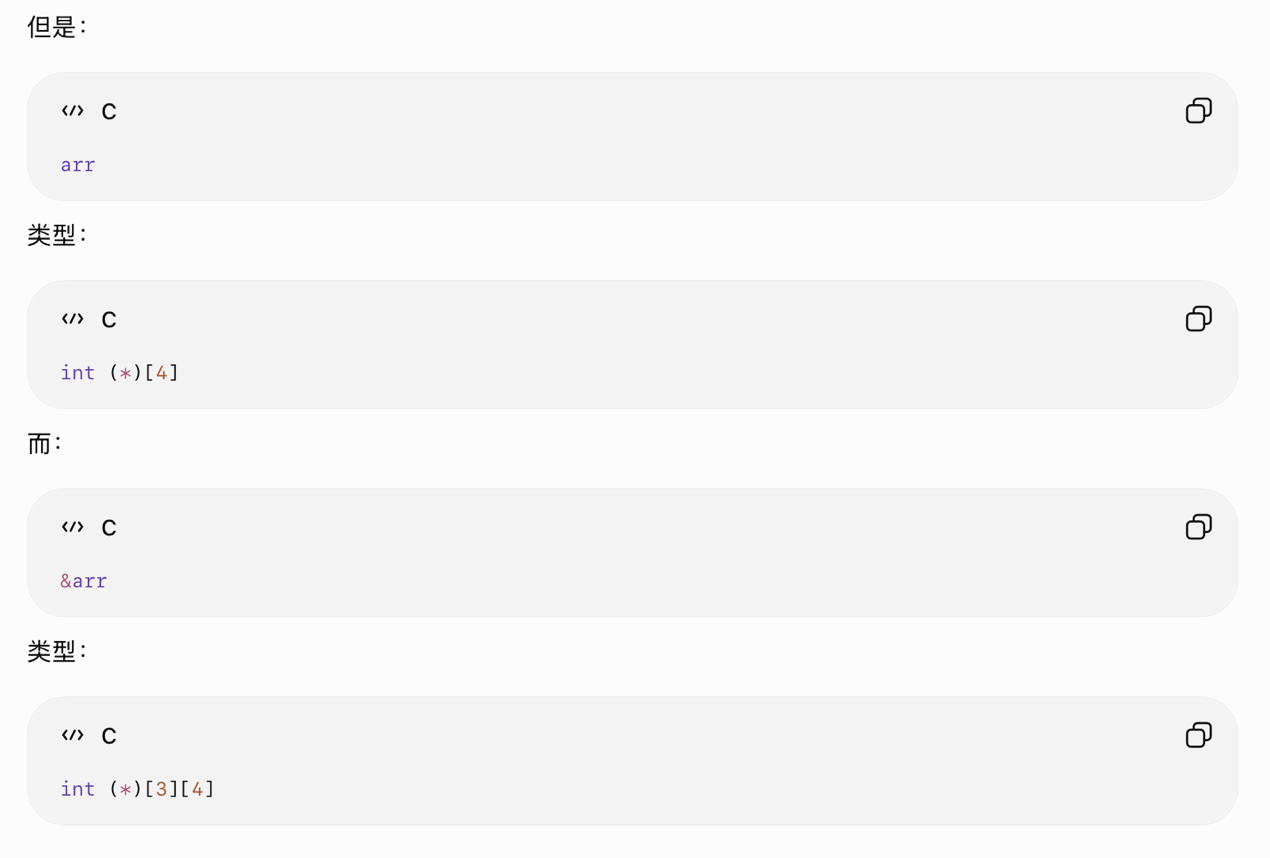 但是：
</> C
arr
类型：
</> C
int (*)[4]
而：
</> C
&arr
类型：
</> C
int (*)[3][4]